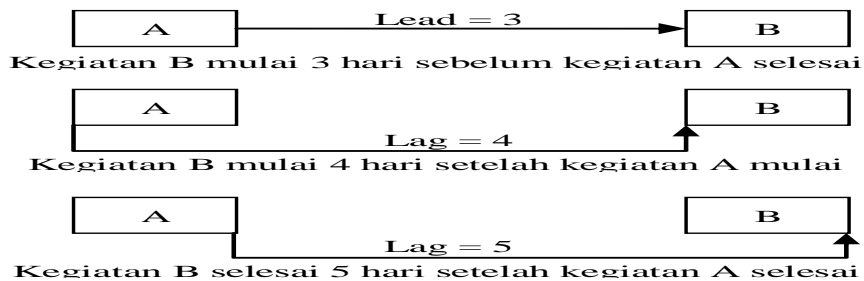 Lead = 3
A B
Kegiatan B mulai 3 hari sebelum kegiatan A selesai
A B
Lag = 4
Kegiatan B mulai 4 hari setelah kegiatan A mulai
A B
Lag = 5
Kegiatan B selesai 5 hari setelah kegiatan A selesai